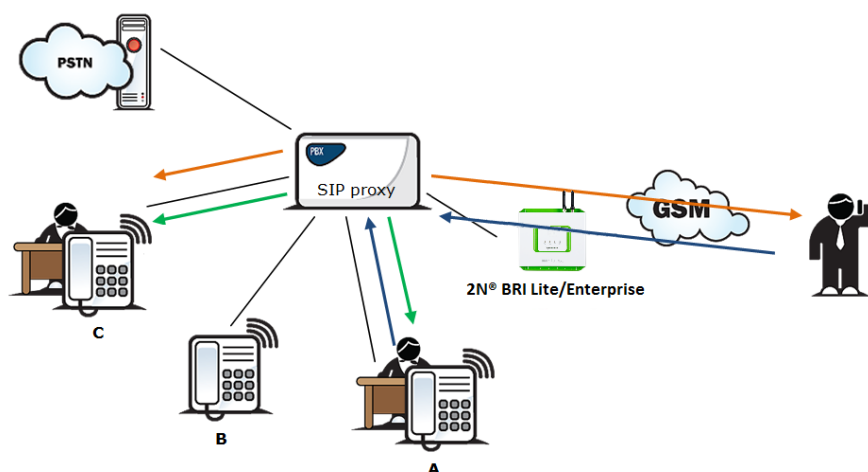 PSTN
PBX
SIP proxy
GSM
2N® BRI Lite/Enterprise
C
B
A